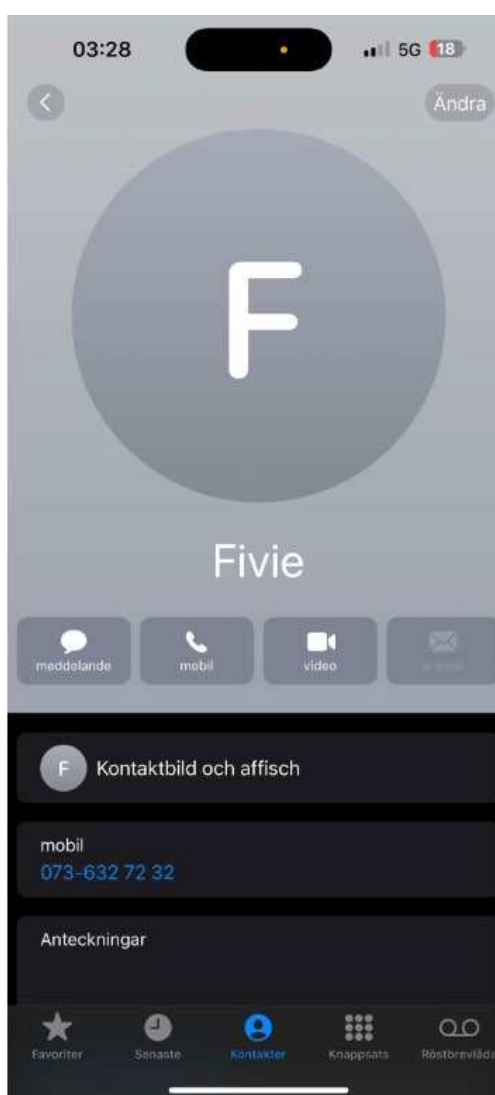 03:28
5G 18
Ändra
F
Fivie
meddelande mobil video
F Kontaktbild och affisch
mobil
073-632 72 32
Anteckningar
Favoriter Senaste Kontakter Knappsats Röstbrevlåda